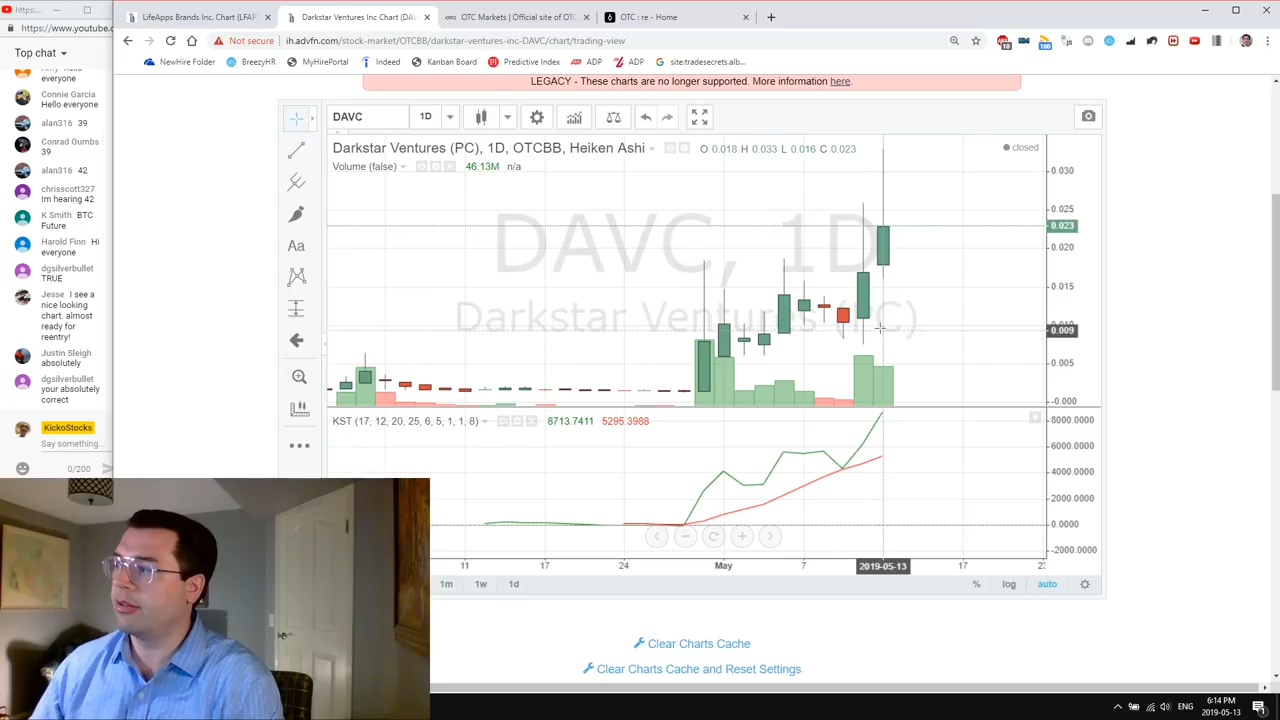 https:
https://www.youtube.c
Top chat
everyone
Connie Garcia
Hello everyone
alan316 39
Conrad Gumbs
39
alan316 42
chrisscott327
Im hearing 42
K Smith BTC
Future
Harold Finn Hi
everyone
dgsilverbullet
TRUE
Jesse I see a
nice looking
chart. almost
ready for
reentry!
Justin Sleigh
absolutely
dgsilverbullet
your absolutely
correct
KickoStocks
Say something...
0/200
LifeApps Brands Inc. Chart (LFAP
Darkstar Ventures Inc Chart (DAV
OTC Markets | Official site of OT
OTC : re - Home
Not secure
ih.advfn.com/stock-market/OTCBB/darkstar-ventures-inc-DAVC/chart/trading-view
NewHire Folder
BreezyHR
MyHirePortal
Indeed
Kanban Board
Predictive Index
ADP
ADP
site:tradesecrets.alb...
LEGACY - These charts are no longer supported. More information here.
DAVC
1D
Darkstar Ventures (PC), 1D, OTCBB, Heiken Ashi
O 0.018 H 0.033 L 0.016 C 0.023
closed
Volume (false)
46.13M n/a
DAVC, 1D
Darkstar Ventures (PC)
0.030
0.025
0.023
0.020
0.015
0.010
0.009
0.005
-0.000
KST (17, 12, 20, 25, 6, 5, 1, 1, 8)
8713.7411 5295.3988
8000.0000
6000.0000
4000.0000
2000.0000
0.0000
-2000.0000
11
17
24
May
7
2019-05-13
17
1m
1w
1d
%
log
auto
Clear Charts Cache
Clear Charts Cache and Reset Settings
ENG
6:14 PM
2019-05-13